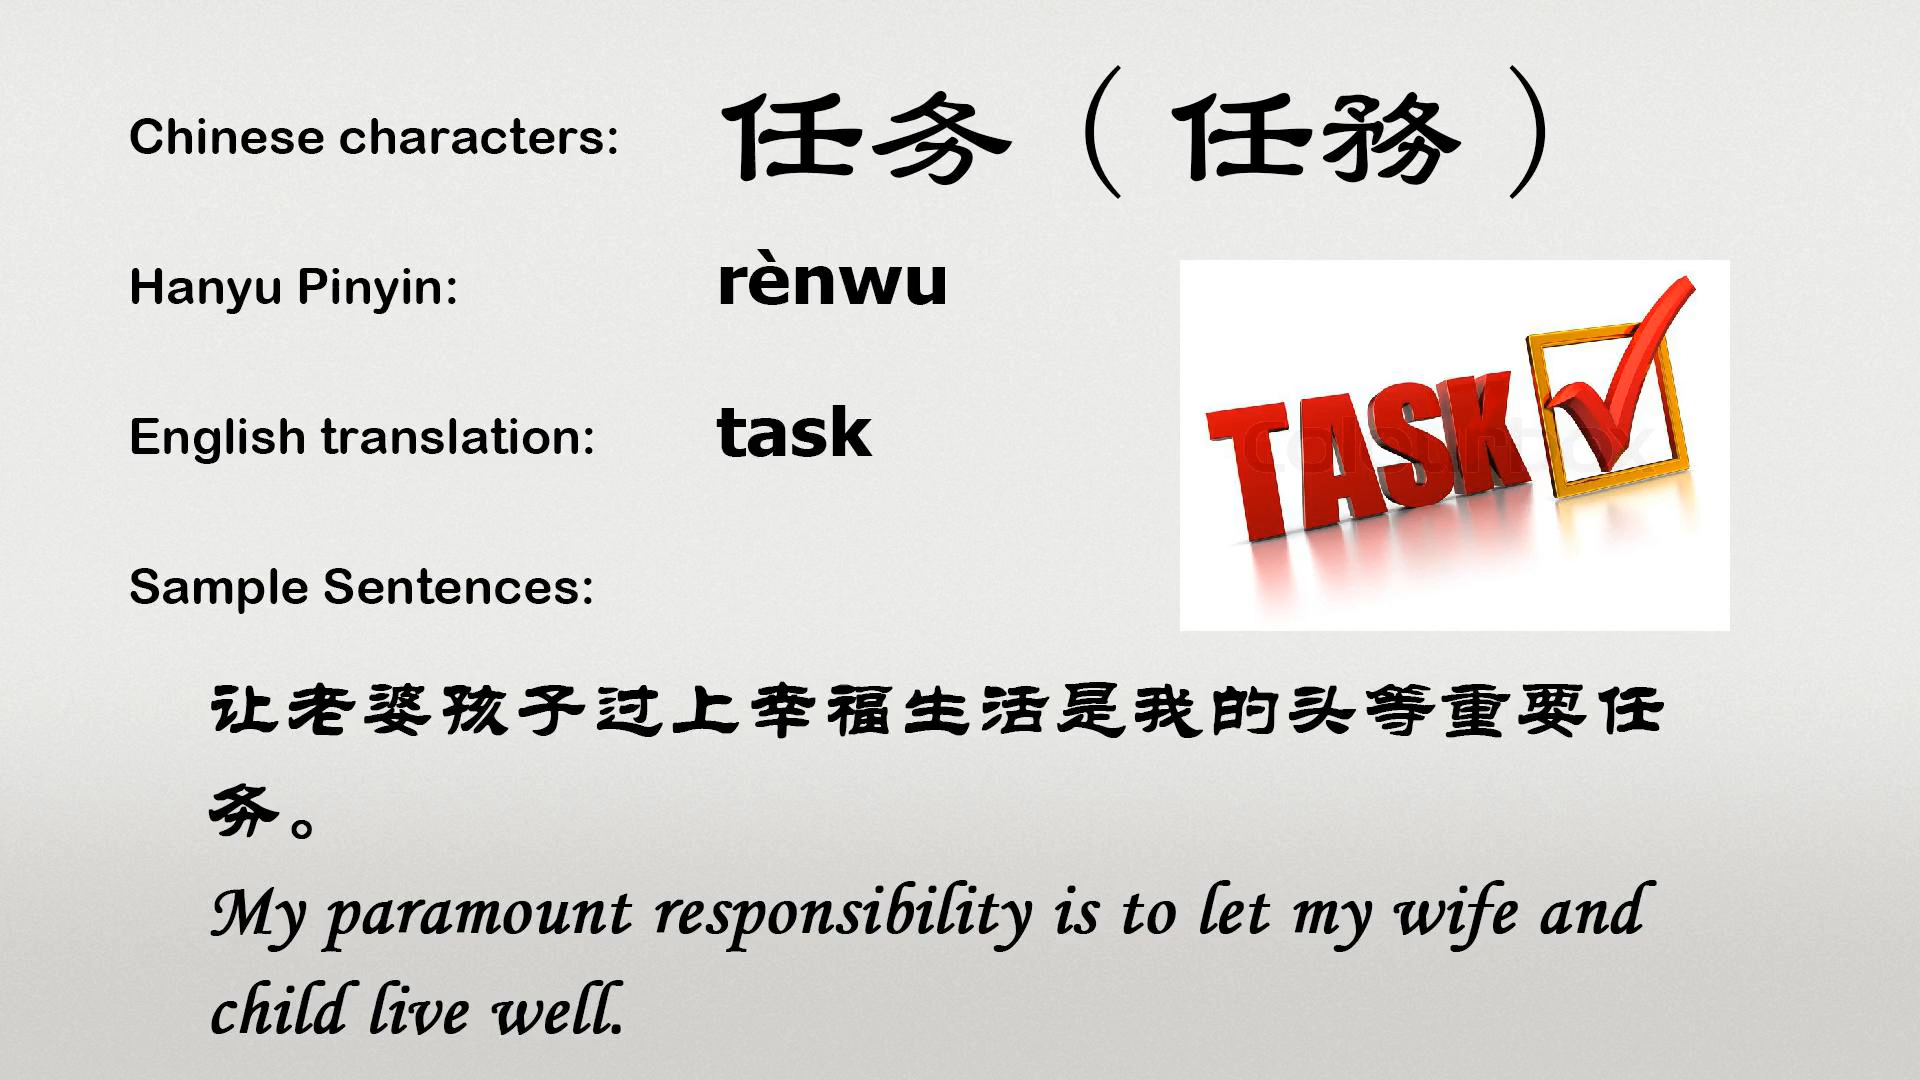 Chinese characters: 任务（任務）
Hanyu Pinyin: rènwu
English translation: task
TASK
colourbox
Sample Sentences:
让老婆孩子过上幸福生活是我的头等重要任
务。
My paramount responsibility is to let my wife and
child live well.